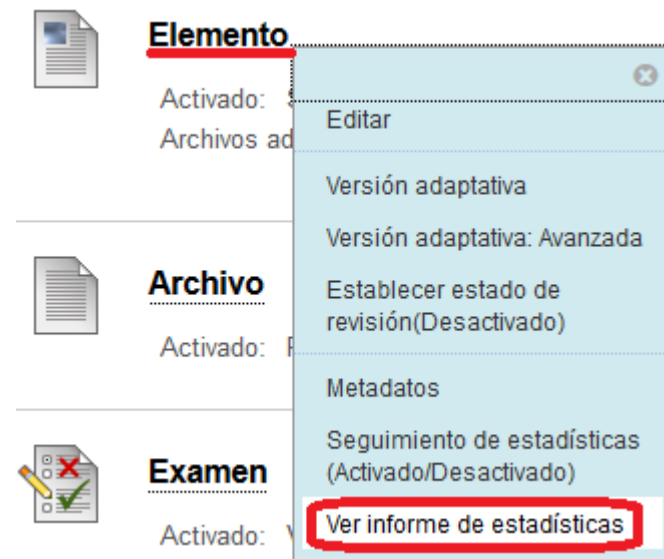 Elemento
Activado:
Archivos
Editar
Versión adaptativa
Versión adaptativa: Avanzada
Establecer estado de
revisión(Desactivado)
Archivo
Activado:
Metadatos
Seguimiento de estadísticas
(Activado/Desactivado)
Examen
Activado:
Ver informe de estadísticas